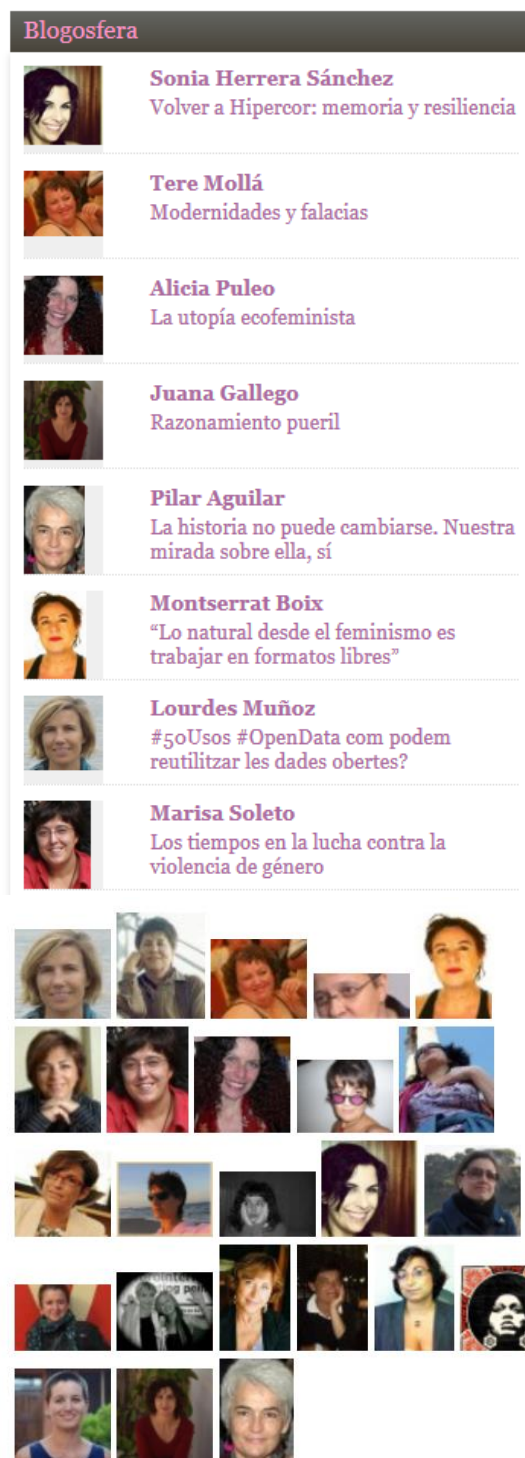 Blogosfera
Sonia Herrera Sánchez
Volver a Hipercor: memoria y resiliencia
Tere Mollá
Modernidades y falacias
Alicia Puleo
La utopía ecofeminista
Juana Gallego
Razonamiento pueril
Pilar Aguilar
La historia no puede cambiarse. Nuestra
mirada sobre ella, sí
Montserrat Boix
“Lo natural desde el feminismo es
trabajar en formatos libres”
Lourdes Muñoz
#50Usos #OpenData com podem
reutilitzar les dades obertes?
Marisa Soleto
Los tiempos en la lucha contra la
violencia de género